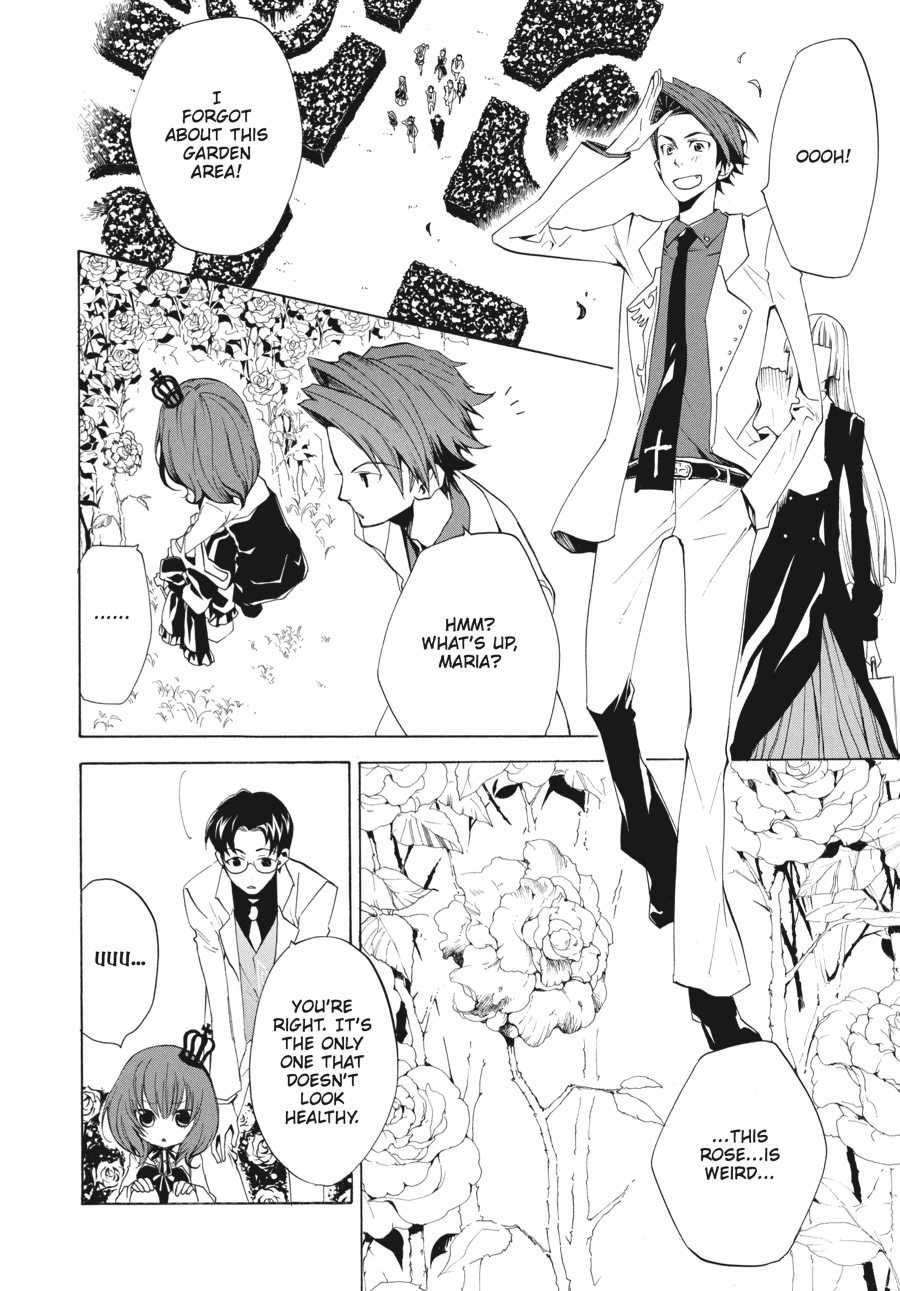 OOOH!
I
FORGOT
ABOUT THIS
GARDEN
AREA!
HMM?
WHAT'S UP,
MARIA?
......
...THIS
ROSE...IS
WEIRD...
YOU'RE
RIGHT. IT'S
THE ONLY
ONE THAT
DOESN'T
LOOK
HEALTHY.
UUU...